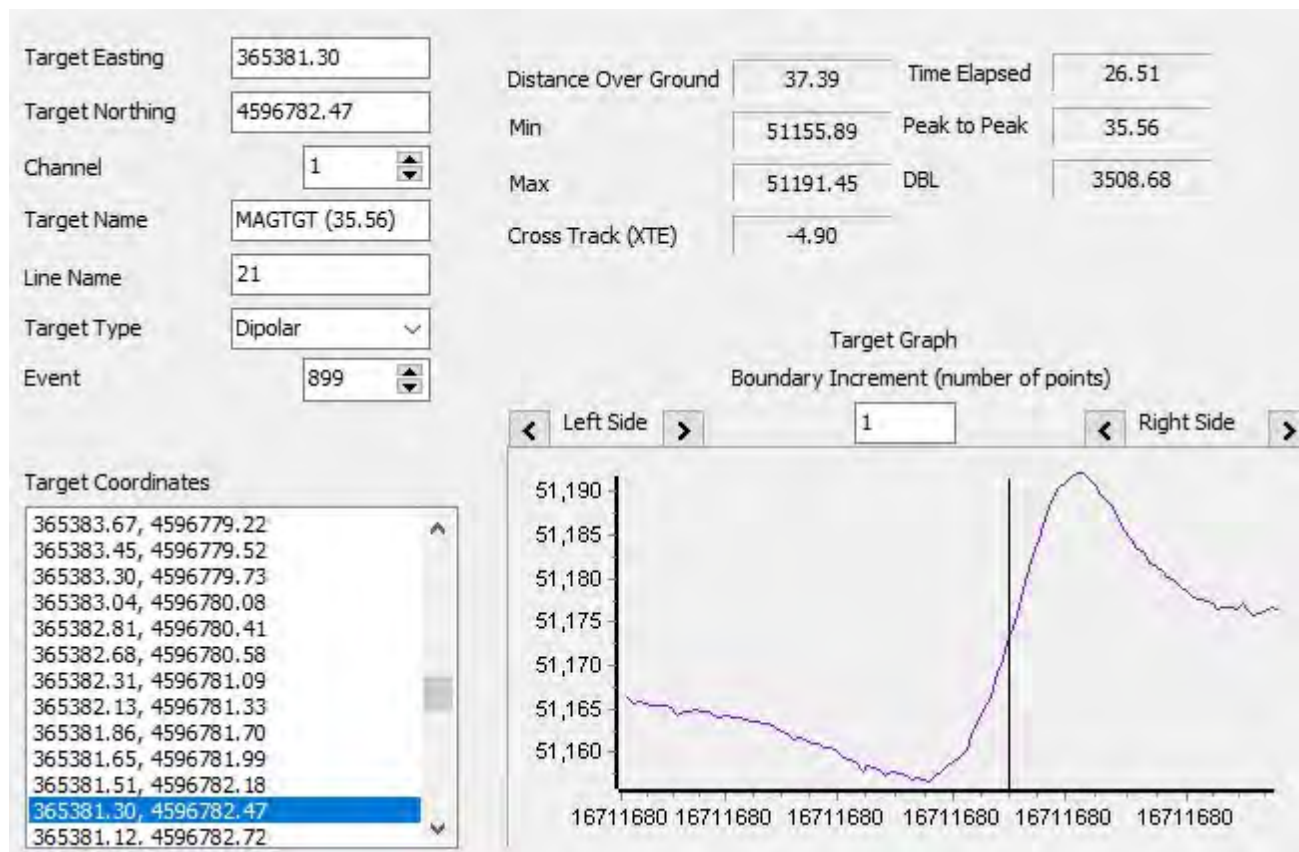 Target Easting 365381.30
Target Northing 4596782.47
Channel 1
Target Name MAGTGT (35.56)
Line Name 21
Target Type Dipolar
Event 899
Distance Over Ground 37.39 Time Elapsed 26.51
Min 51155.89 Peak to Peak 35.56
Max 51191.45 DBL 3508.68
Cross Track (XTE) -4.90
Target Graph
Boundary Increment (number of points)
Left Side 1 Right Side
Target Coordinates
365383.67, 4596779.22
365383.45, 4596779.52
365383.30, 4596779.73
365383.04, 4596780.08
365382.81, 4596780.41
365382.68, 4596780.58
365382.31, 4596781.09
365382.13, 4596781.33
365381.86, 4596781.70
365381.65, 4596781.99
365381.51, 4596782.18
365381.30, 4596782.47
365381.12, 4596782.72
51,190
51,185
51,180
51,175
51,170
51,165
51,160
16711680 16711680 16711680 16711680 16711680 16711680